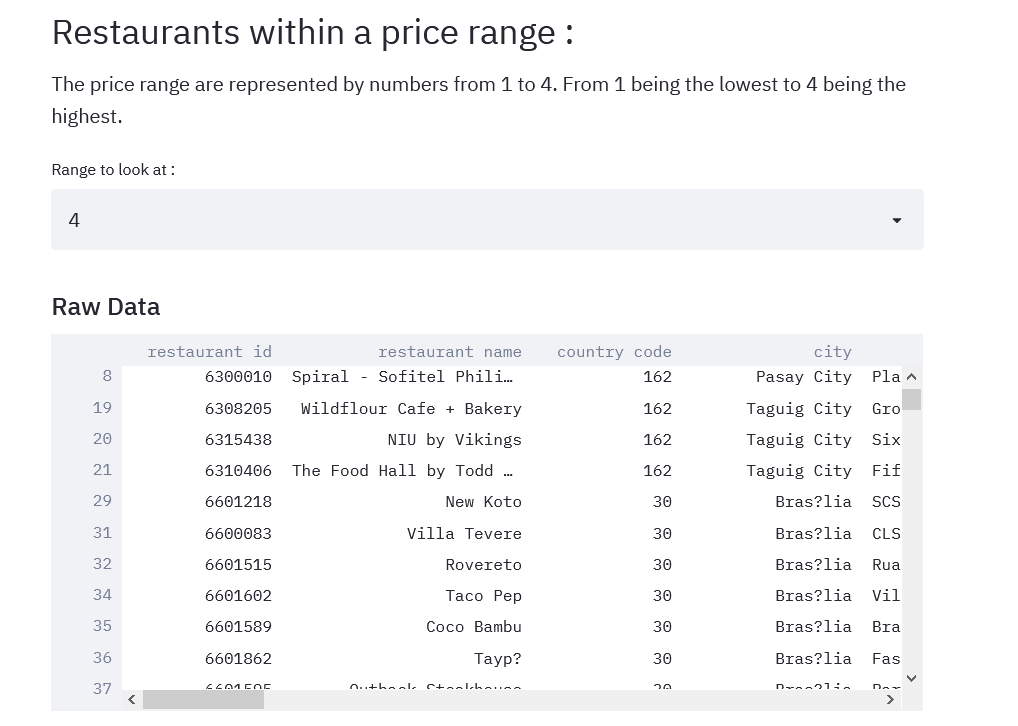 Restaurants within a price range :
The price range are represented by numbers from 1 to 4. From 1 being the lowest to 4 being the
highest.
Range to look at :
4
Raw Data
restaurant id restaurant name country code city
8 6300010 Spiral - Sofitel Phili… 162 Pasay City Pla
19 6308205 Wildflour Cafe + Bakery 162 Taguig City Gro
20 6315438 NIU by Vikings 162 Taguig City Six
21 6310406 The Food Hall by Todd … 162 Taguig City Fif
29 6601218 New Koto 30 Bras?lia SCS
31 6600083 Villa Tevere 30 Bras?lia CLS
32 6601515 Rovereto 30 Bras?lia Rua
34 6601602 Taco Pep 30 Bras?lia Vil
35 6601589 Coco Bambu 30 Bras?lia Bra
36 6601862 Tayp? 30 Bras?lia Fas
37 Outback Steakhouse 30 Bras?lia